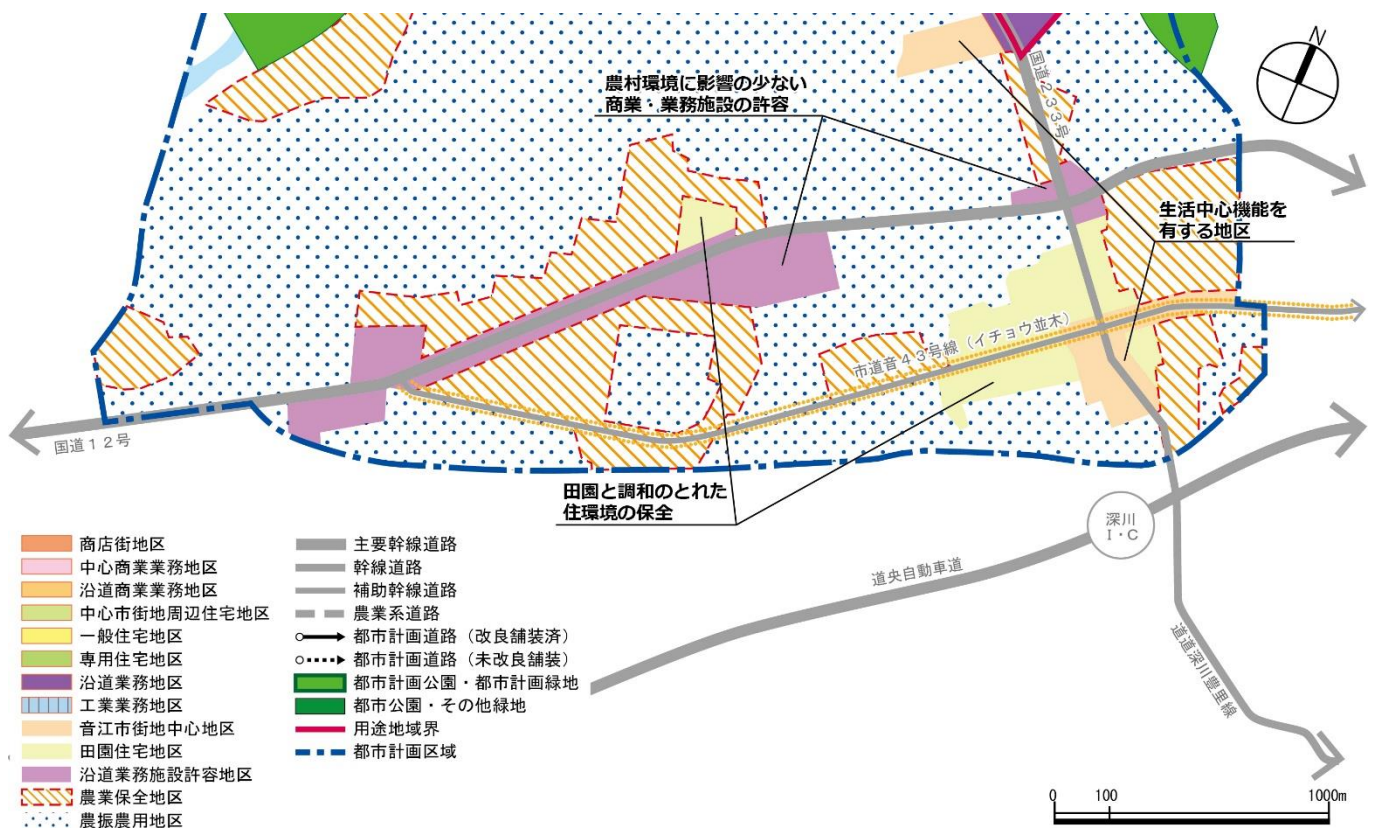 N
農村環境に影響の少ない
商業・業務施設の許容
国道233号
生活中心機能を
有する地区
市道音43号線（イチョウ並木）
国道12号
田園と調和のとれた
住環境の保全
深川
I・C
道央自動車道
道道深川豊里線
商店街地区
中心商業業務地区
沿道商業業務地区
中心市街地周辺住宅地区
一般住宅地区
専用住宅地区
沿道業務地区
工業業務地区
音江市街地中心地区
田園住宅地区
沿道業務施設許容地区
農業保全地区
農振農用地区
主要幹線道路
幹線道路
補助幹線道路
農業系道路
都市計画道路（改良舗装済）
都市計画道路（未改良舗装）
都市計画公園・都市計画緑地
都市公園・その他緑地
用途地域界
都市計画区域
0 100 1000m